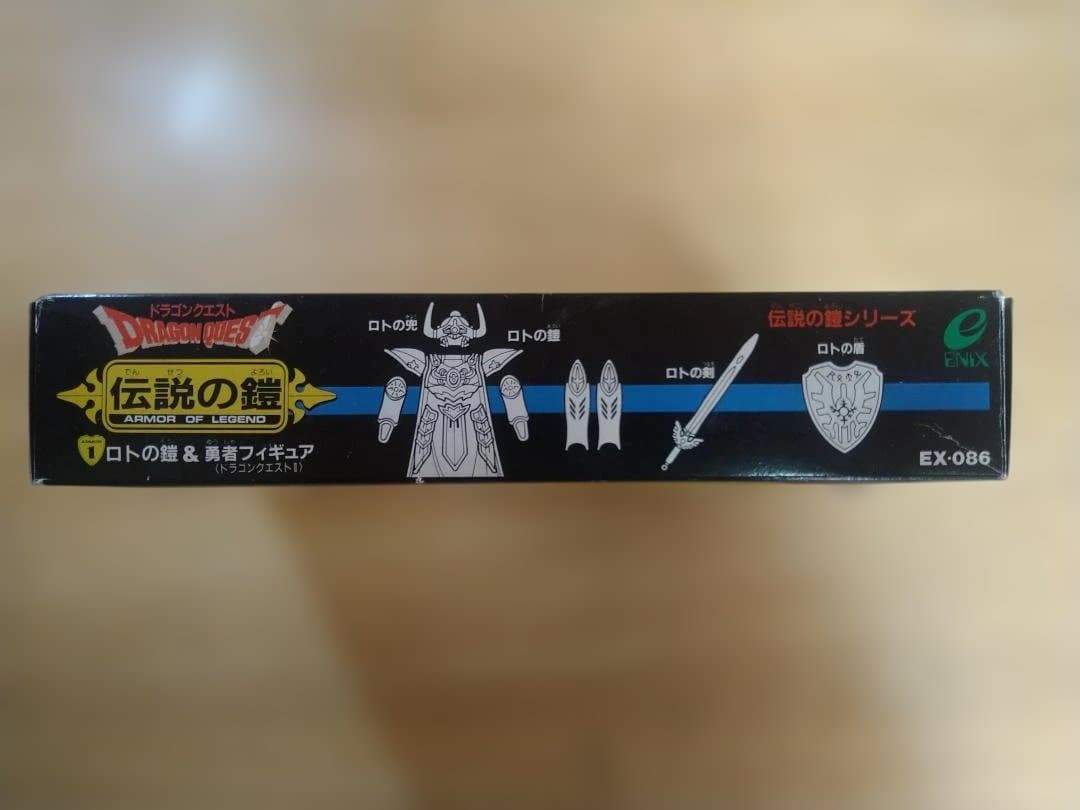 ドラゴンクエスト
DRAGON QUEST
でん せつ よろい
伝説の鎧
ARMOR OF LEGEND
ARMOR
1
ロトの鎧 & 勇者フィギュア
〈ドラゴンクエストⅡ〉
ロトの兜
ロトの鎧
ロトの剣
伝説の鎧シリーズ
ロトの盾
ENIX
EX・086